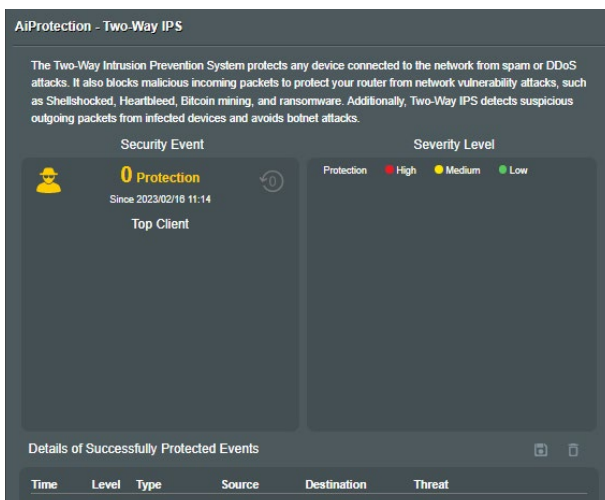 AiProtection - Two-Way IPS
The Two-Way Intrusion Prevention System protects any device connected to the network from spam or DDoS
attacks. It also blocks malicious incoming packets to protect your router from network vulnerability attacks, such
as Shellshocked, Heartbleed, Bitcoin mining, and ransomware. Additionally, Two-Way IPS detects suspicious
outgoing packets from infected devices and avoids botnet attacks.
Security Event
Severity Level
0 Protection
0
Since 2023/02/16 11:14
Top Client
Protection High Medium Low
Details of Successfully Protected Events
Time Level Type Source Destination Threat